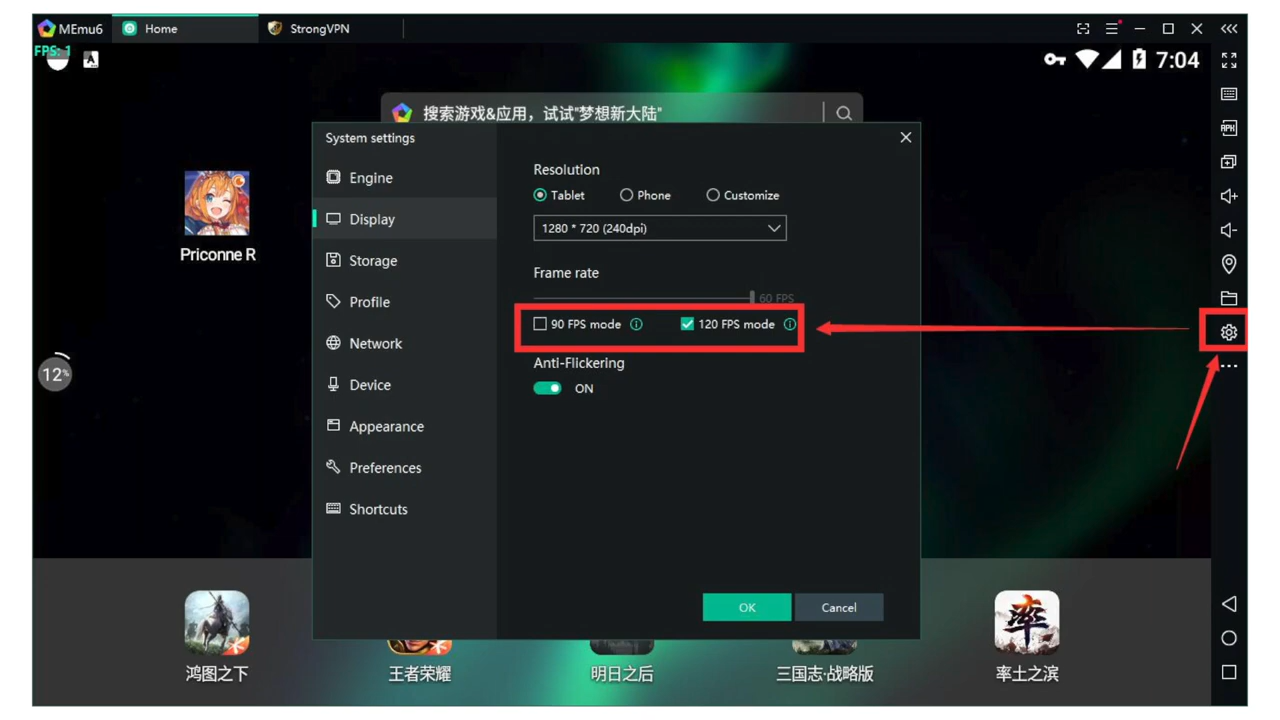 MEmu6
Home
StrongVPN
FPS: 1
7:04
搜索游戏&应用，试试"梦想新大陆"
APK
System settings
Priconne R
12%
Engine
Display
Storage
Profile
Network
Device
Appearance
Preferences
Shortcuts
Resolution
Tablet Phone Customize
1280 * 720 (240dpi)
Frame rate
60 FPS
90 FPS mode 120 FPS mode
Anti-Flickering
ON
OK Cancel
率
鸿图之下
王者荣耀
明日之后
三国志·战略版
率土之滨